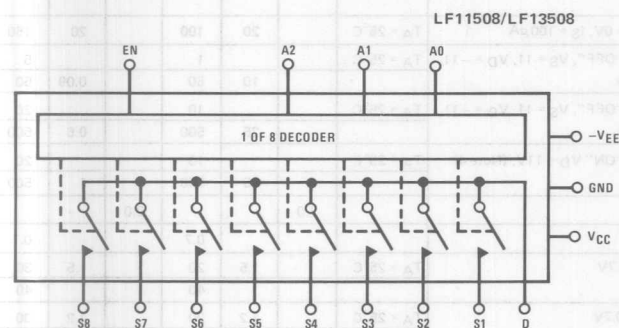 LF11508/LF13508
EN A2 A1 A0
1 OF 8 DECODER
-VEE
GND
VCC
S8 S7 S6 S5 S4 S3 S2 S1 D